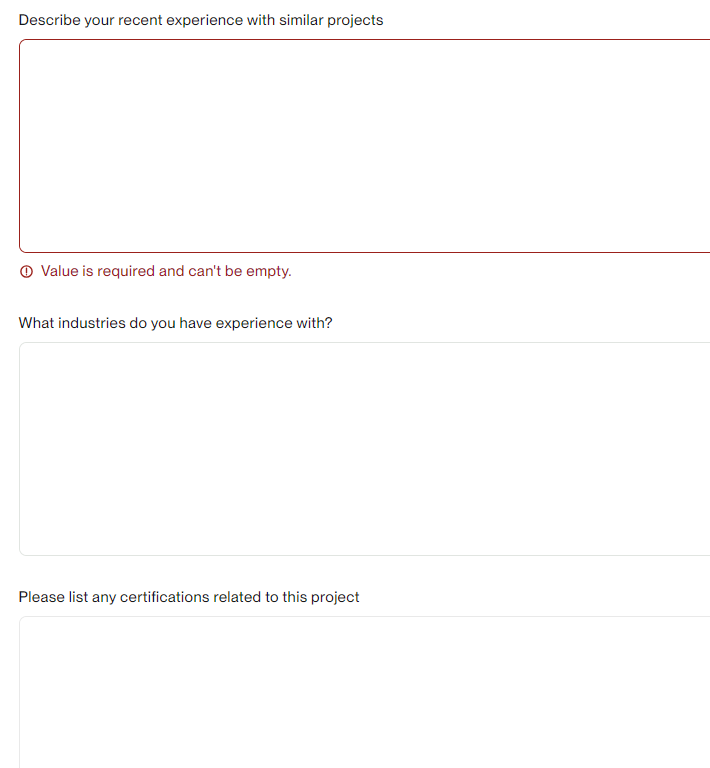 Describe your recent experience with similar projects
Value is required and can't be empty.
What industries do you have experience with?
Please list any certifications related to this project